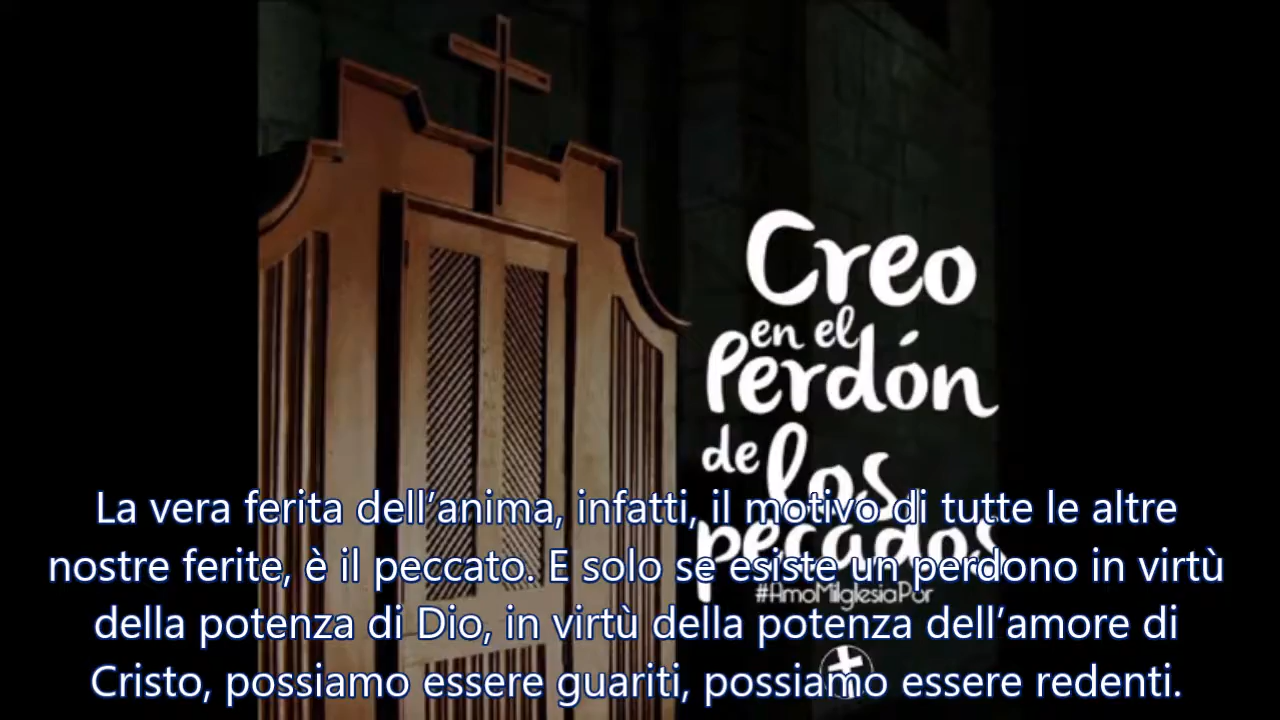 Creo
en el
Perdón
de los
pecados
#AmoMiIglesiaPor
La vera ferita dell’anima, infatti, il motivo di tutte le altre
nostre ferite, è il peccato. E solo se esiste un perdono in virtù
della potenza di Dio, in virtù della potenza dell’amore di
Cristo, possiamo essere guariti, possiamo essere redenti.